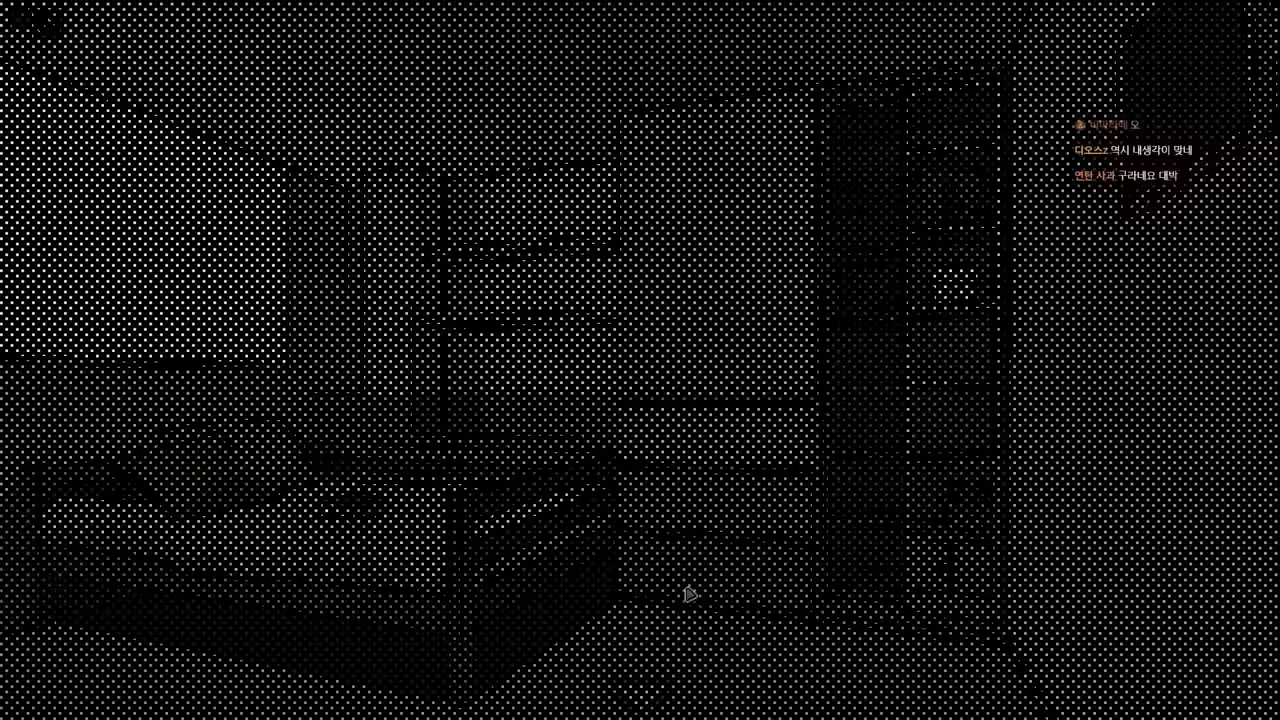 오
디오스z 역시 내생각이 맞네
연탄 사과 구라네요 대박